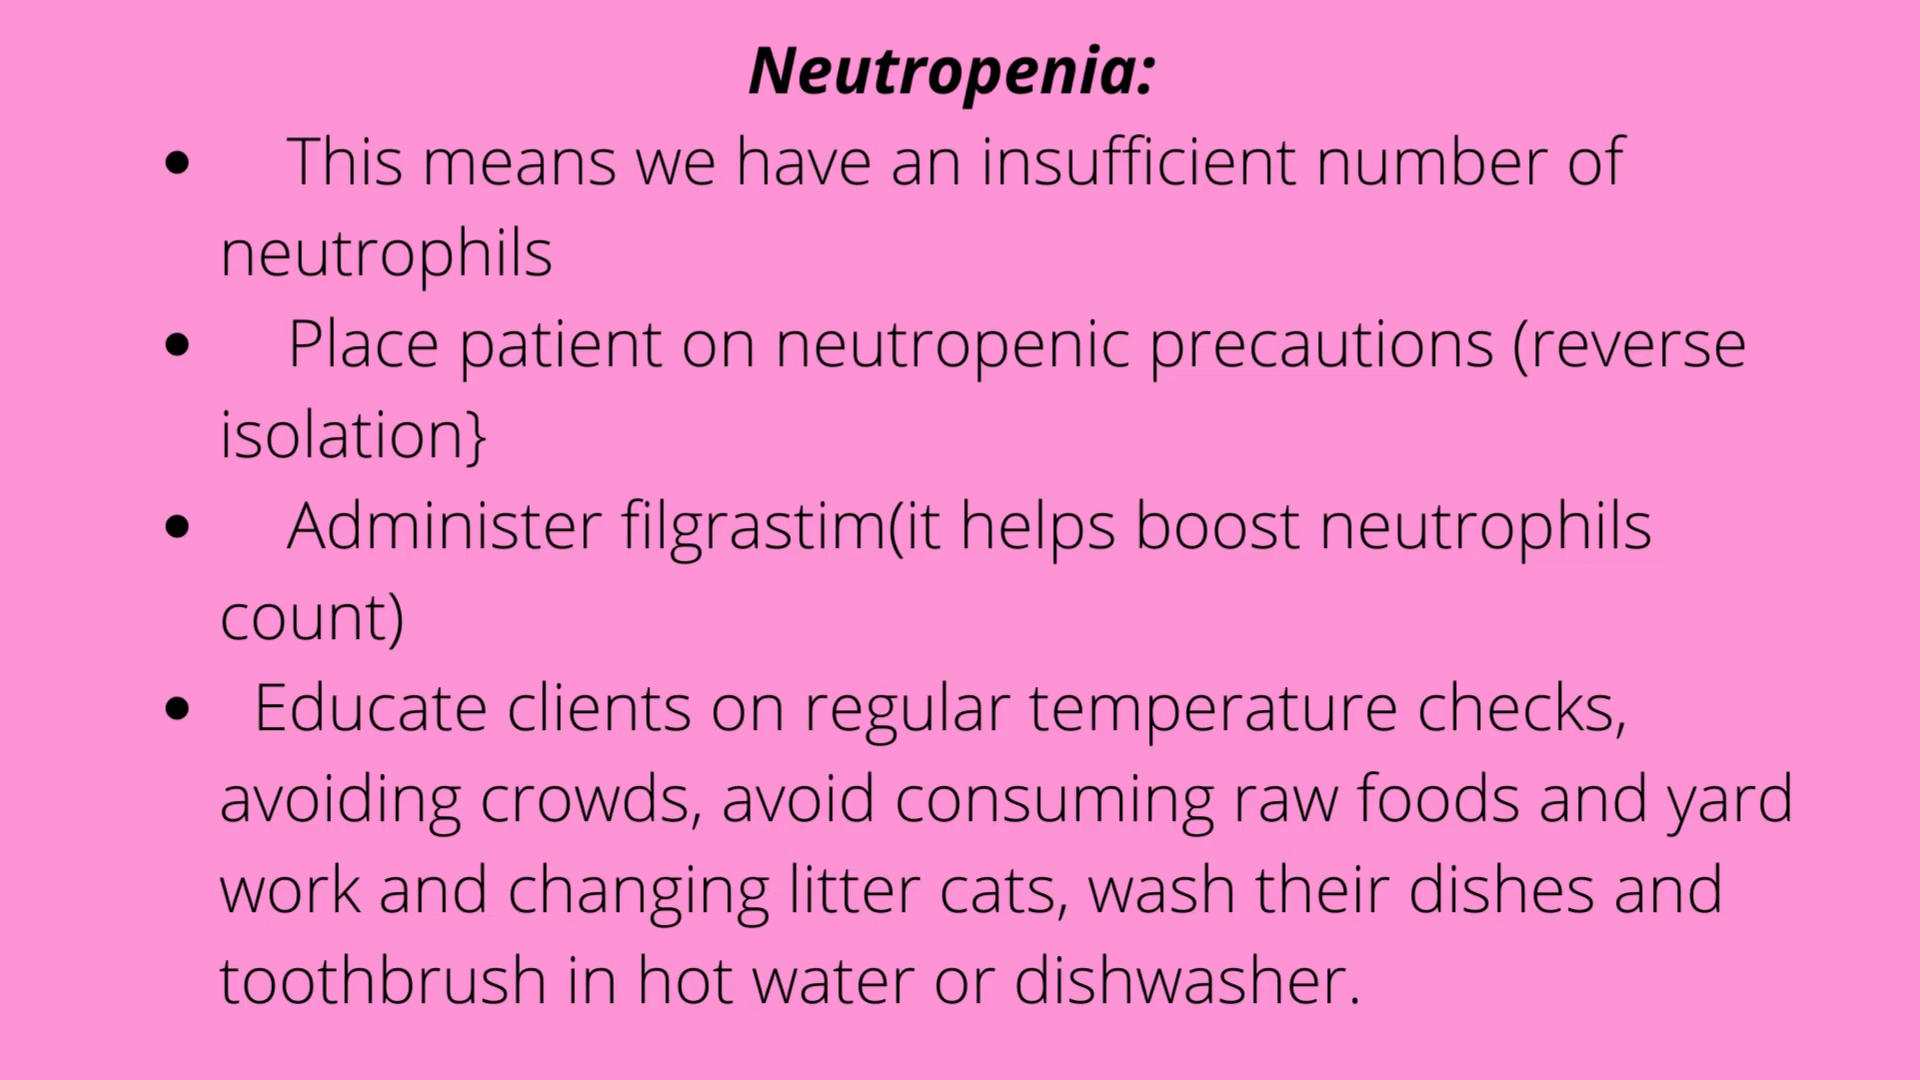 Neutropenia:
• This means we have an insufficient number of
neutrophils
• Place patient on neutropenic precautions (reverse
isolation}
• Administer filgrastim(it helps boost neutrophils
count)
• Educate clients on regular temperature checks,
avoiding crowds, avoid consuming raw foods and yard
work and changing litter cats, wash their dishes and
toothbrush in hot water or dishwasher.